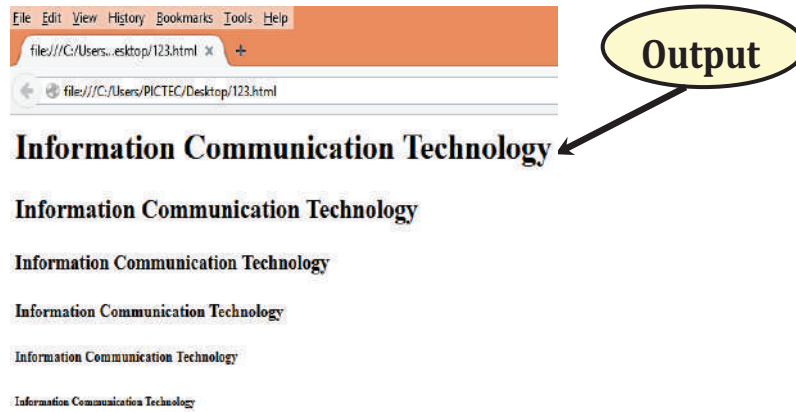 File Edit View History Bookmarks Tools Help
file:///C:/Users...esktop/123.html × +
file:///C:/Users/PICTEC/Desktop/123.html
Output
Information Communication Technology
Information Communication Technology
Information Communication Technology
Information Communication Technology
Information Communication Technology
Information Communication Technology